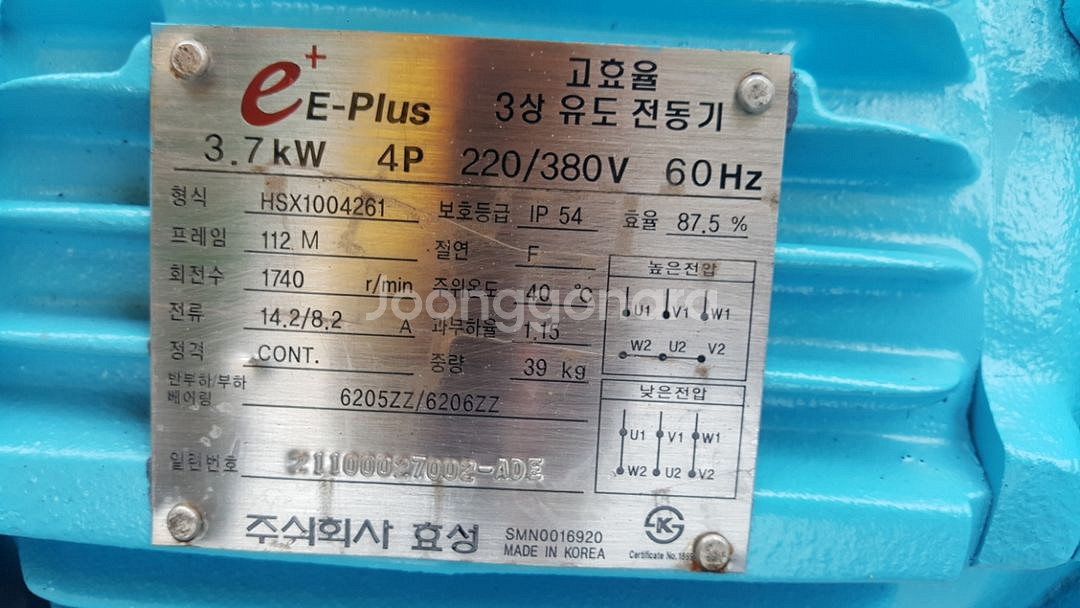 e+ E-Plus
고효율
3상 유도 전동기
3.7kW 4P 220/380V 60Hz
형식 HSX1004261 보호등급 IP 54 효율 87.5 %
프레임 112 M 절연 F
회전수 1740 r/min 주위온도 40 ℃
전류 14.2/8.2 A 과부하율 1.15
정격 CONT. 중량 39 kg
반부하/부하
베어링 6205ZZ/6206ZZ
높은전압
U1 V1 W1
W2 U2 V2
낮은전압
U1 V1 W1
W2 U2 V2
일련번호 21100027002-ADE
주식회사 효성
SMN0016920
MADE IN KOREA
KS
Certificate No.
Joonggonara